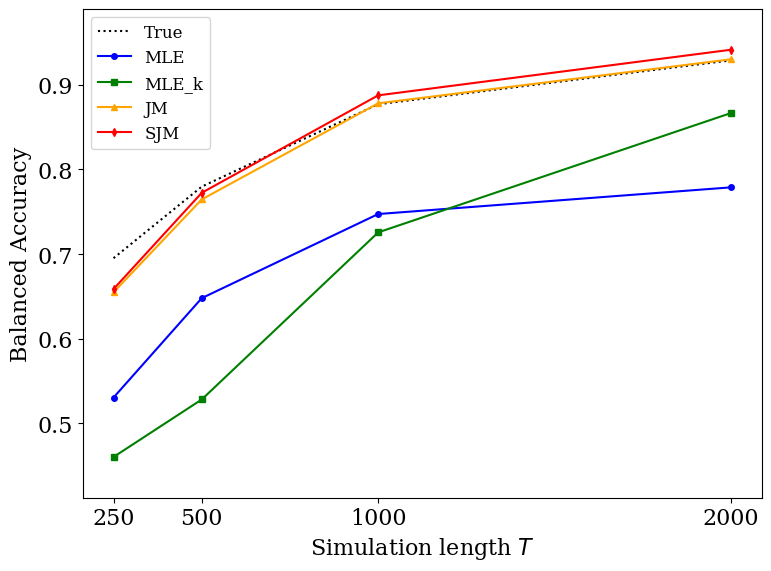 True
MLE
MLE_k
JM
SJM
0.9
0.8
0.7
0.6
0.5
Balanced Accuracy
250 500 1000 2000
Simulation length T